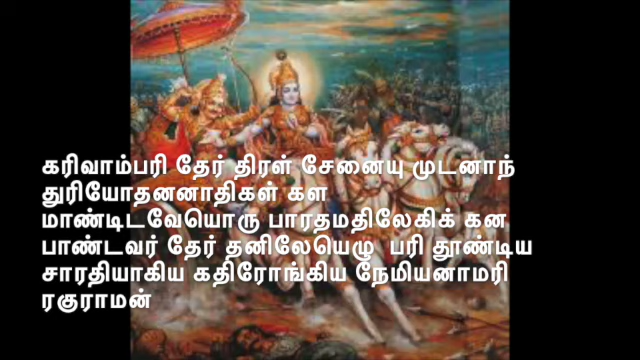 கரிவாம்பரி தேர் திரள் சேனையு முடனாந்
துரியோதனனாதிகள் கள
மாண்டிடவேயொரு பாரதமதிலேகிக் கன
பாண்டவர் தேர் தனிலேயெழு பரி தூண்டிய
சாரதியாகிய கதிரோங்கிய நேமியனாமரி
ரகுராமன்